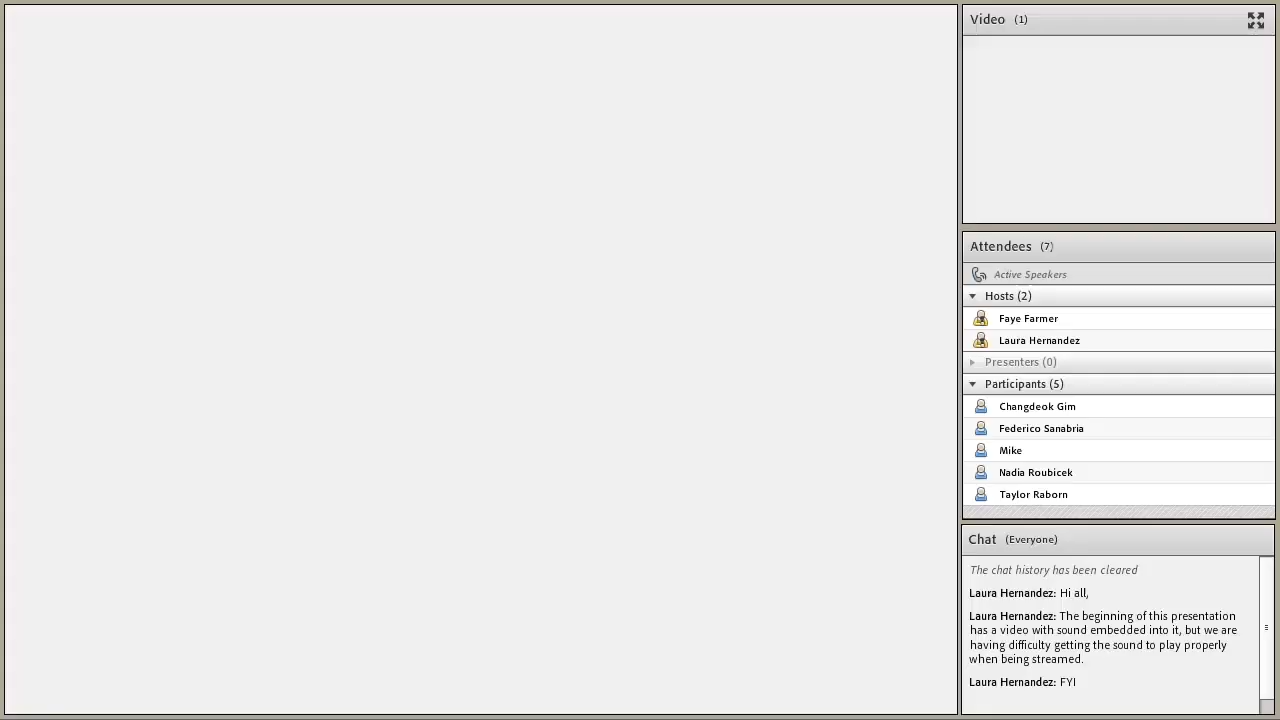 Video (1)
Attendees (7)
Active Speakers
Hosts (2)
Faye Farmer
Laura Hernandez
Presenters (0)
Participants (5)
Changdeok Gim
Federico Sanabria
Mike
Nadia Roubicek
Taylor Raborn
Chat (Everyone)
The chat history has been cleared
Laura Hernandez: Hi all,
Laura Hernandez: The beginning of this presentation
has a video with sound embedded into it, but we are
having difficulty getting the sound to play properly
when being streamed.
Laura Hernandez: FYI